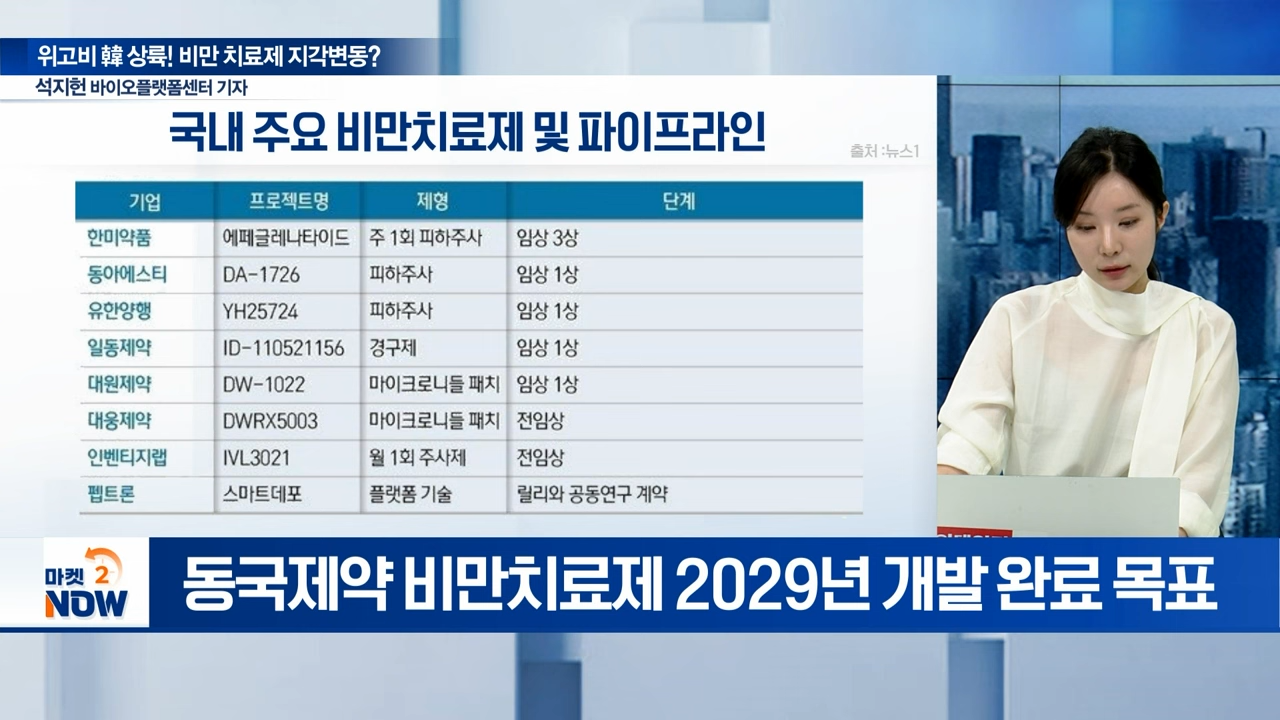 위고비 韓 상륙! 비만 치료제 지각변동?
석지헌 바이오플랫폼센터 기자
국내 주요 비만치료제 및 파이프라인
출처 :뉴스1
기업 프로젝트명 제형 단계
한미약품 에페글레나타이드 주 1회 피하주사 임상 3상
동아에스티 DA-1726 피하주사 임상 1상
유한양행 YH25724 피하주사 임상 1상
일동제약 ID-110521156 경구제 임상 1상
대원제약 DW-1022 마이크로니들 패치 임상 1상
대웅제약 DWRX5003 마이크로니들 패치 전임상
인벤티지랩 IVL3021 월 1회 주사제 전임상
펩트론 스마트데포 플랫폼 기술 릴리와 공동연구 계약
마켓 2
NOW
동국제약 비만치료제 2029년 개발 완료 목표